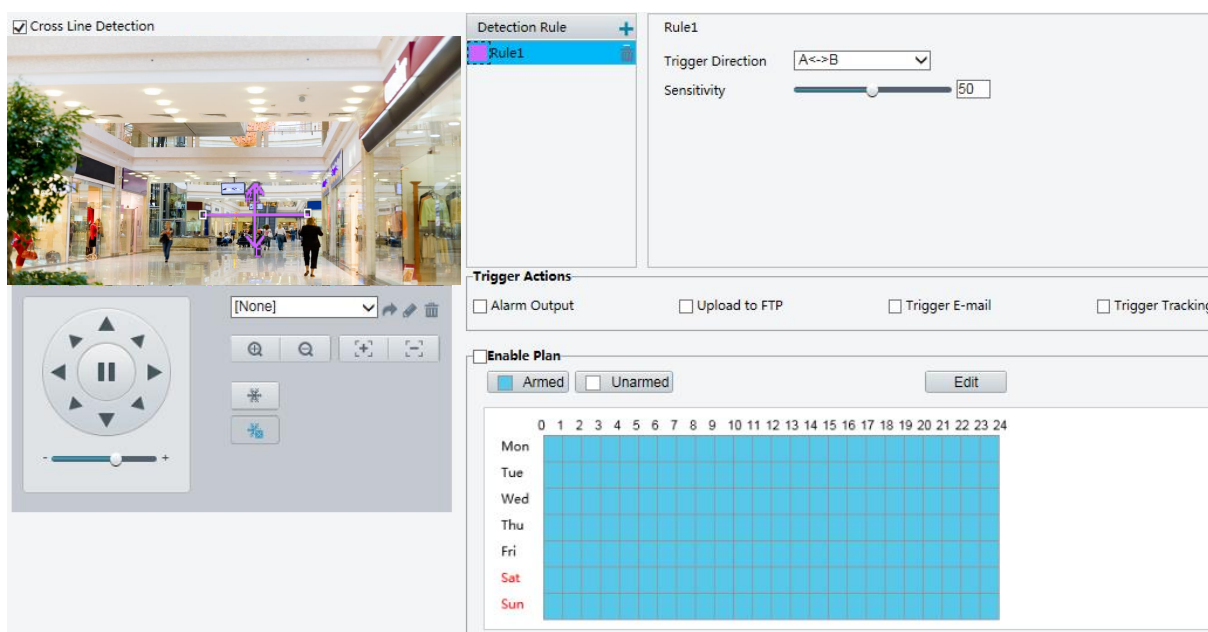 Cross Line Detection
Detection Rule
Rule1
Rule1
Trigger Direction A<->B
Sensitivity 50
[None]
- +
Trigger Actions
Alarm Output Upload to FTP Trigger E-mail Trigger Tracking
Enable Plan
Armed Unarmed Edit
0 1 2 3 4 5 6 7 8 9 10 11 12 13 14 15 16 17 18 19 20 21 22 23 24
Mon
Tue
Wed
Thu
Fri
Sat
Sun